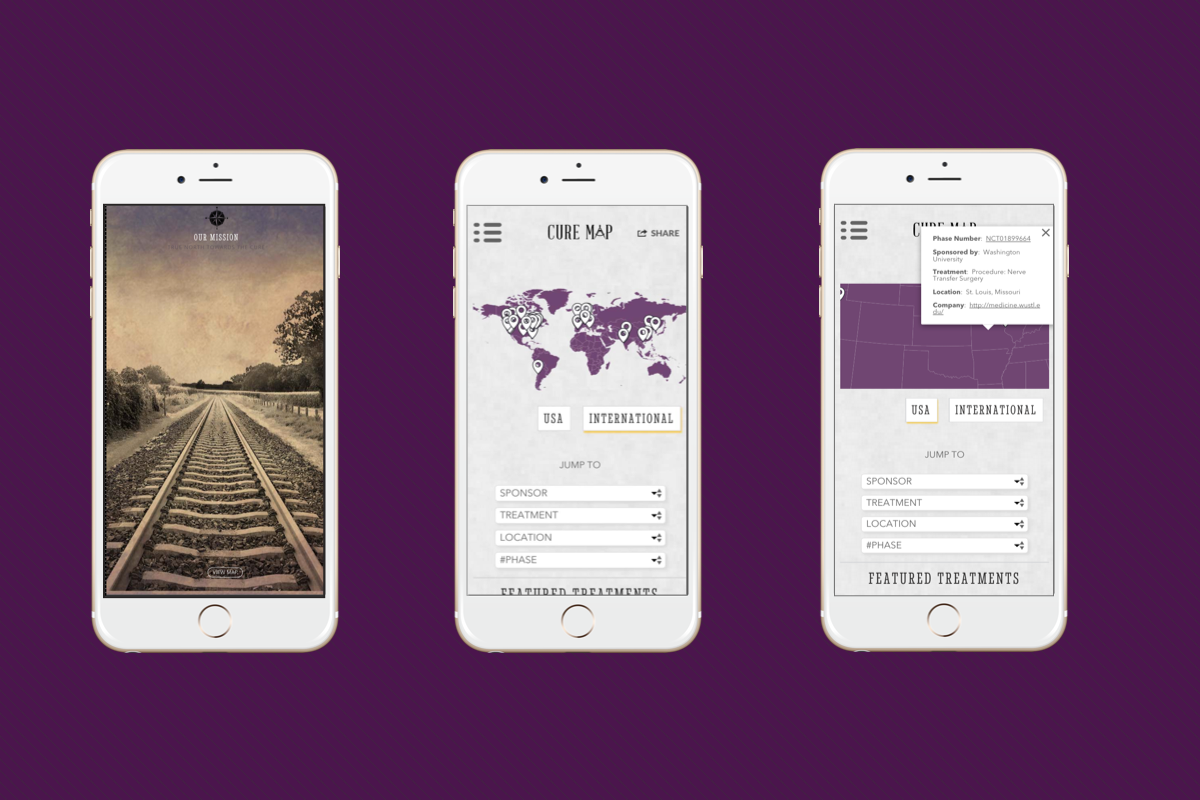 OUR MISSION
VIEW MAP
CURE MAP
SHARE
USA
INTERNATIONAL
JUMP TO
SPONSOR
TREATMENT
LOCATION
#PHASE
FEATURED TREATMENTS
CURE MAP
Phase Number: NCT01899664
Sponsored by: Washington
University
Treatment: Procedure: Nerve
Transfer Surgery
Location: St. Louis, Missouri
Company: http://medicine.wustl.e
du/
USA
INTERNATIONAL
JUMP TO
SPONSOR
TREATMENT
LOCATION
#PHASE
FEATURED TREATMENTS